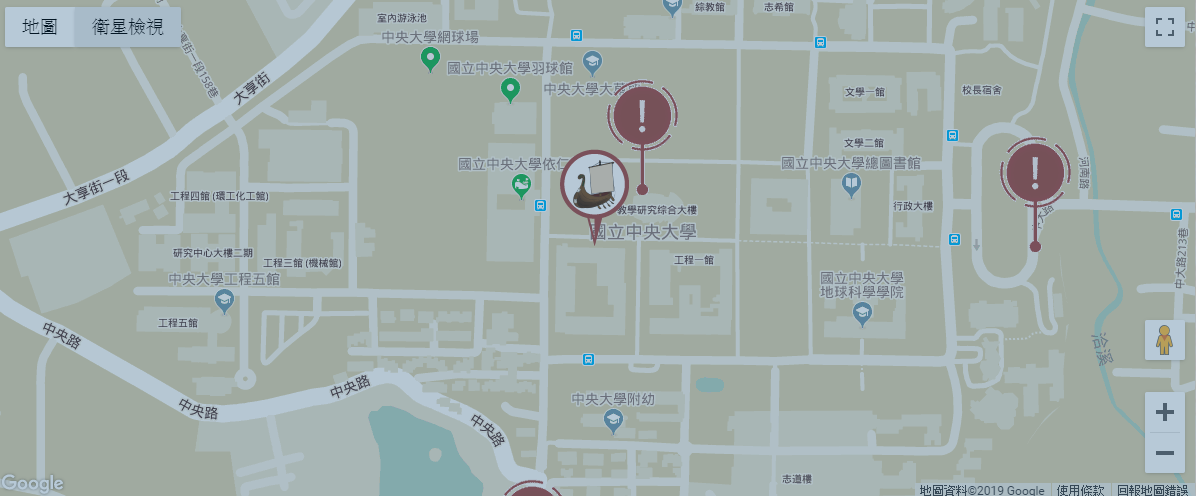 地圖
衛星檢視
室內游泳池
綜教館
志希館
中央大學網球場
國立中央大學羽球館
大享街
文學一館
校長宿舍
文學二館
國立中央大學依仁
國立中央大學總圖書館
河南路
大享街一段
工程四館 (環工化工館)
教學研究綜合大樓
行政大樓
國立中央大學
研究中心大樓二期
工程三館 (機械館)
工程一館
中央大學工程五館
國立中央大學
地球科學學院
中大路213巷
工程五館
中央路
洽溪
中央路
中央路
中央路
中央大學附幼
志道樓
Google
地圖資料©2019 Google
使用條款
回報地圖錯誤